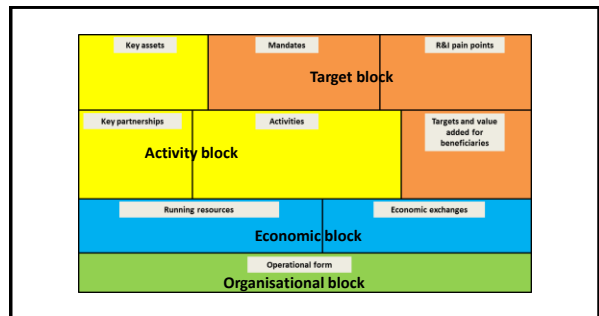 Key assets
Mandates
R&I pain points
Target block
Key partnerships
Activities
Targets and value
added for
beneficiaries
Activity block
Running resources
Economic exchanges
Economic block
Operational form
Organisational block